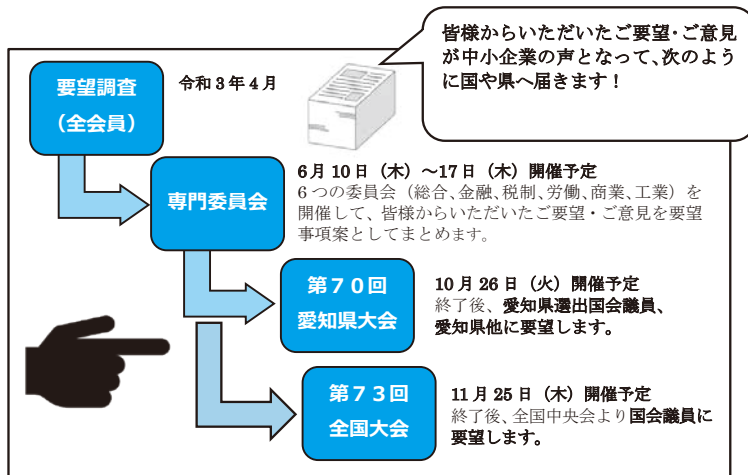 皆様からいただいたご要望・ご意見
が中小企業の声となって、次のよう
に国や県へ届きます！
要望調査
（全会員）
令和３年４月
専門委員会
6月 10日（木）～17日（木）開催予定
６つの委員会（総合、金融、税制、労働、商業、工業）を
開催して、皆様からいただいたご要望・ご意見を要望
事項案としてまとめます。
第７０回
愛知県大会
10月 26日（火）開催予定
終了後、愛知県選出国会議員、
愛知県他に要望します。
第７３回
全国大会
11月 25日（木）開催予定
終了後、全国中央会より国会議員に
要望します。